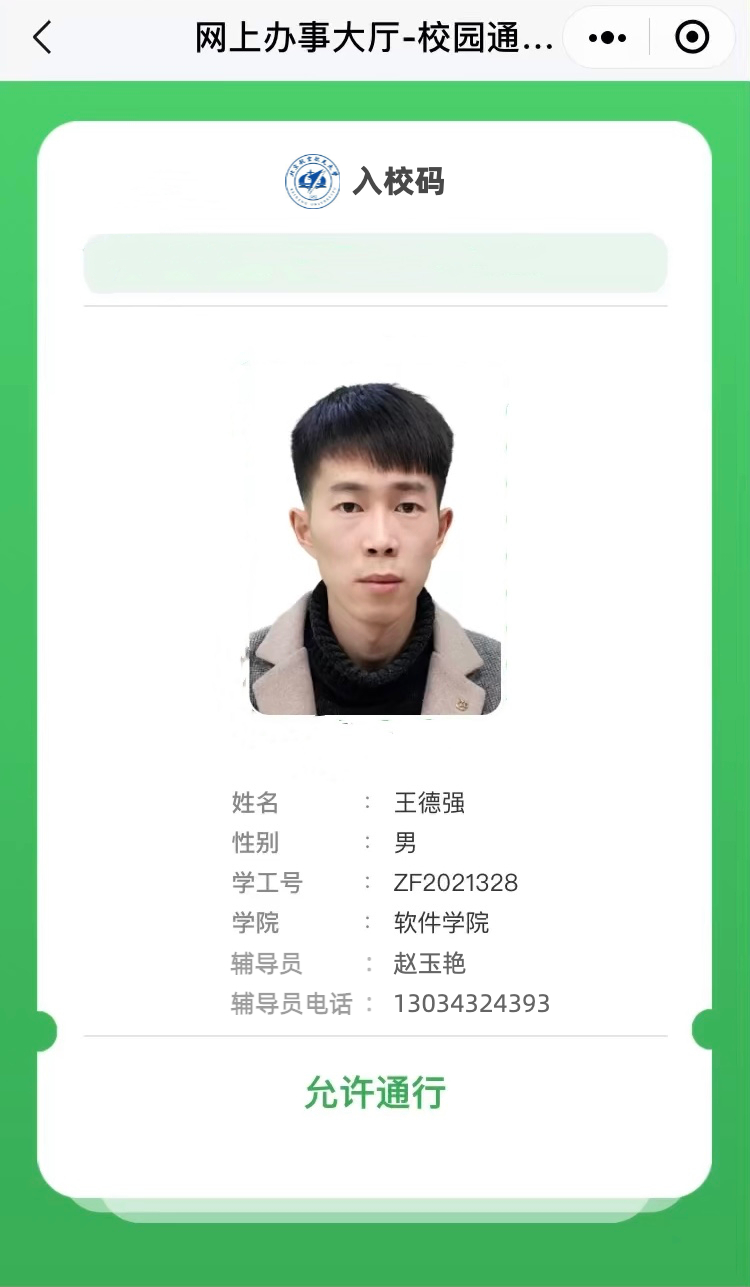 网上办事大厅-校园通...
入校码
姓名 : 王德强
性别 : 男
学工号 : ZF2021328
学院 : 软件学院
辅导员 : 赵玉艳
辅导员电话 : 13034324393
允许通行